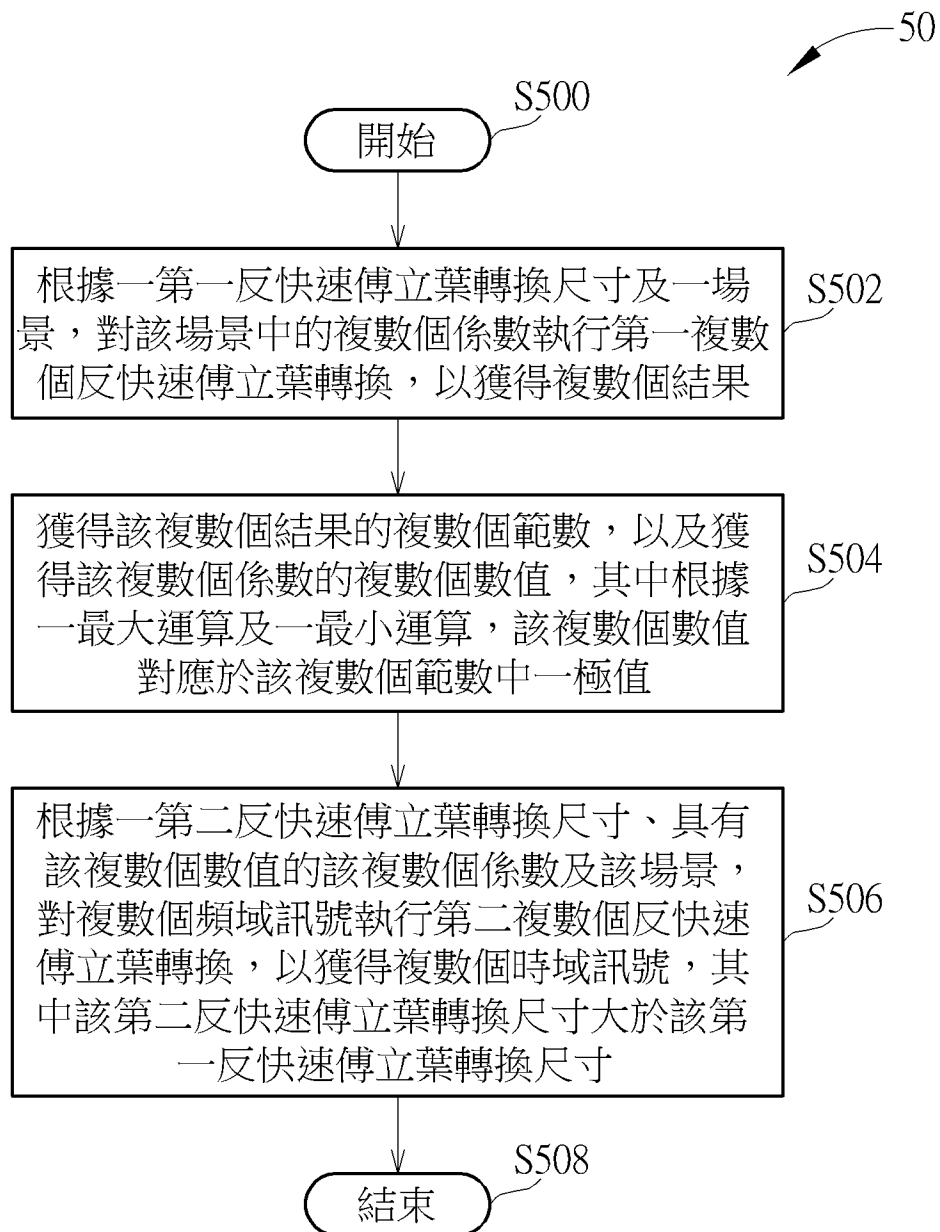 50
S500
開始
根據一第一反快速傅立葉轉換尺寸及一場
景，對該場景中的複數個係數執行第一複數
個反快速傅立葉轉換，以獲得複數個結果
S502
獲得該複數個結果的複數個範數，以及獲
得該複數個係數的複數個數值，其中根據
一最大運算及一最小運算，該複數個數值
對應於該複數個範數中一極值
S504
根據一第二反快速傅立葉轉換尺寸、具有
該複數個數值的該複數個係數及該場景，
對複數個頻域訊號執行第二複數個反快速
傅立葉轉換，以獲得複數個時域訊號，其
中該第二反快速傅立葉轉換尺寸大於該第
一反快速傅立葉轉換尺寸
S506
S508
結束